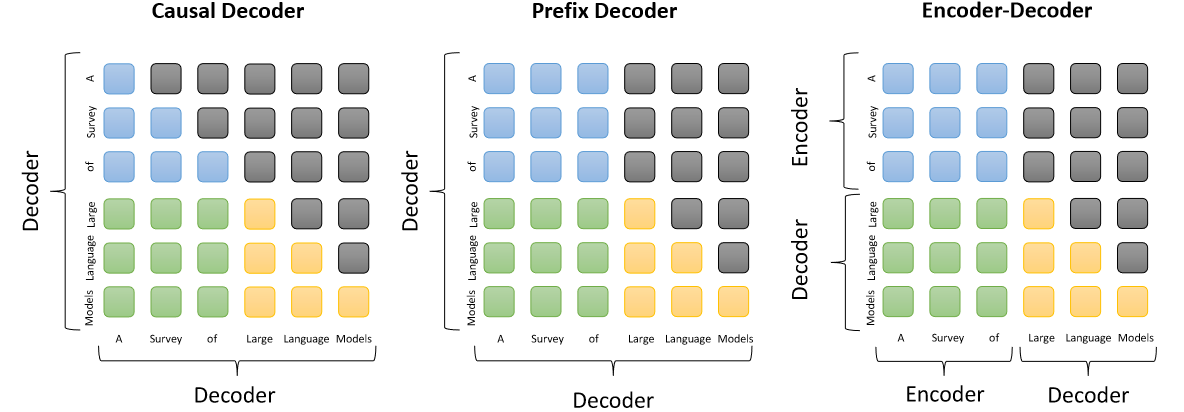 Causal Decoder
Decoder
A
Survey
of
Large
Language
Models
A Survey of Large Language Models
Decoder
Prefix Decoder
Decoder
A
Survey
of
Large
Language
Models
A Survey of Large Language Models
Decoder
Encoder-Decoder
Encoder
Decoder
A
Survey
of
Large
Language
Models
A Survey of Large Language Models
Encoder Decoder